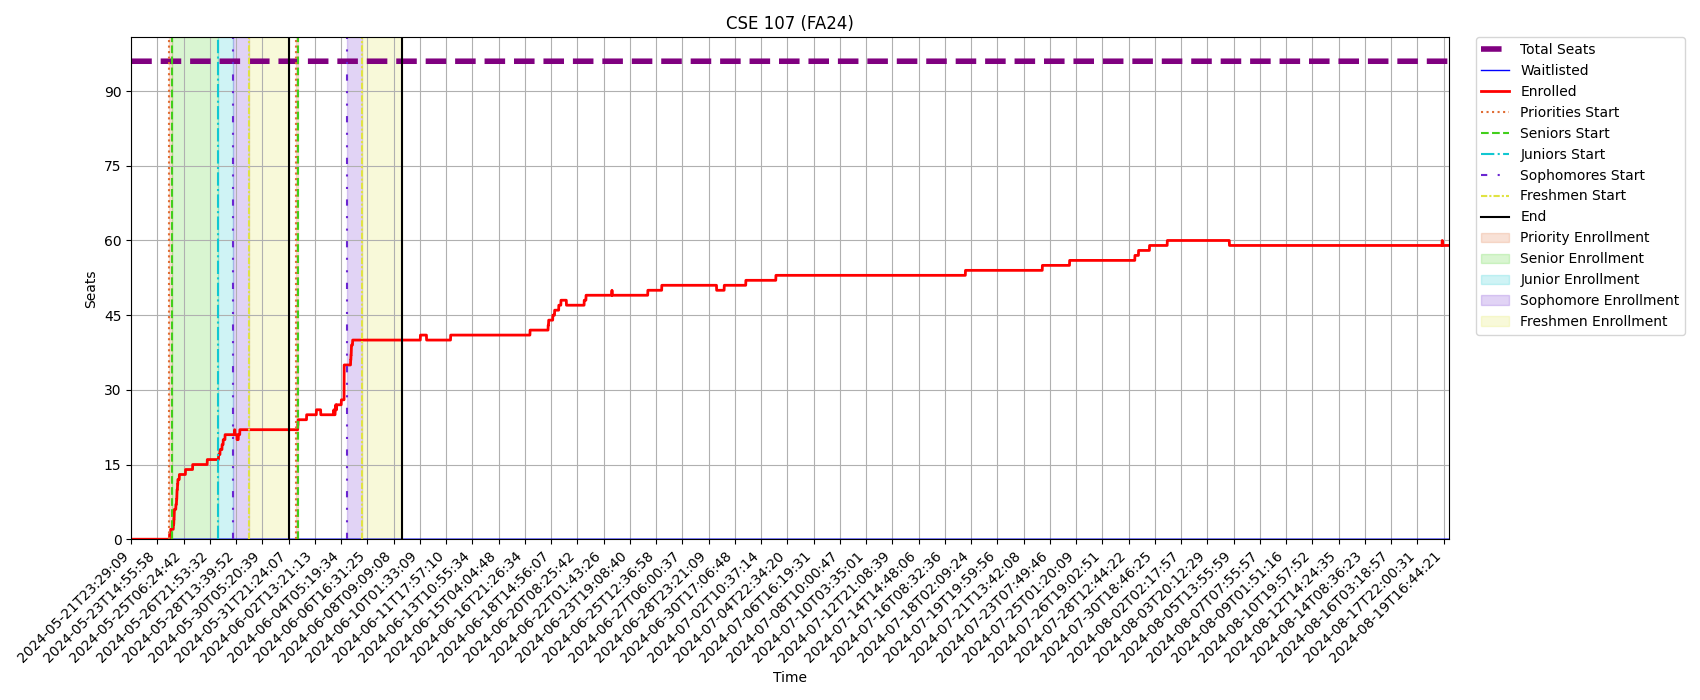 CSE 107 (FA24)
Seats
90
75
60
45
30
15
0
2024-05-21T23:29:09
2024-05-23T14:55:58
2024-05-25T06:24:42
2024-05-26T21:53:32
2024-05-28T13:39:52
2024-05-30T05:20:39
2024-05-31T21:24:07
2024-06-02T13:21:13
2024-06-04T05:19:34
2024-06-06T16:31:25
2024-06-08T09:09:08
2024-06-10T01:33:09
2024-06-11T17:57:10
2024-06-13T10:55:34
2024-06-15T04:04:48
2024-06-16T21:26:34
2024-06-18T14:56:07
2024-06-20T08:25:42
2024-06-22T01:43:26
2024-06-23T19:08:40
2024-06-25T12:36:58
2024-06-27T06:00:37
2024-06-28T23:21:09
2024-06-30T17:06:48
2024-07-02T10:37:14
2024-07-04T22:34:20
2024-07-06T16:19:31
2024-07-08T10:00:47
2024-07-10T03:35:01
2024-07-12T21:08:39
2024-07-14T14:48:06
2024-07-16T08:32:36
2024-07-18T02:09:24
2024-07-19T19:59:56
2024-07-21T13:42:08
2024-07-23T07:49:46
2024-07-25T01:20:09
2024-07-26T19:02:51
2024-07-28T12:44:22
2024-07-30T18:46:25
2024-08-02T02:17:57
2024-08-03T20:12:29
2024-08-05T13:55:59
2024-08-07T07:55:57
2024-08-09T01:51:16
2024-08-10T19:57:52
2024-08-12T14:24:35
2024-08-14T08:36:23
2024-08-16T03:18:57
2024-08-17T22:00:31
2024-08-19T16:44:21
Time
Total Seats
Waitlisted
Enrolled
Priorities Start
Seniors Start
Juniors Start
Sophomores Start
Freshmen Start
End
Priority Enrollment
Senior Enrollment
Junior Enrollment
Sophomore Enrollment
Freshmen Enrollment